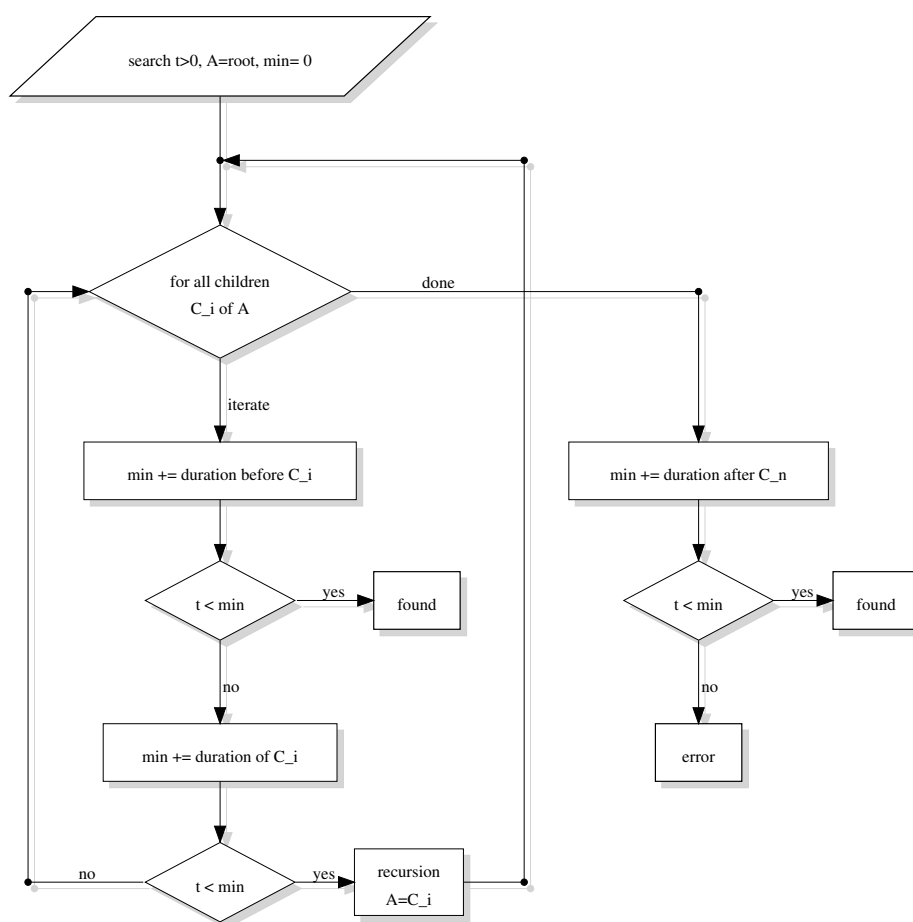 search t>0, A=root, min= 0
for all children
C_i of A
done
iterate
min += duration before C_i
min += duration after C_n
t < min
yes
found
t < min
yes
found
no
no
min += duration of C_i
error
no
t < min
yes
recursion
A=C_i